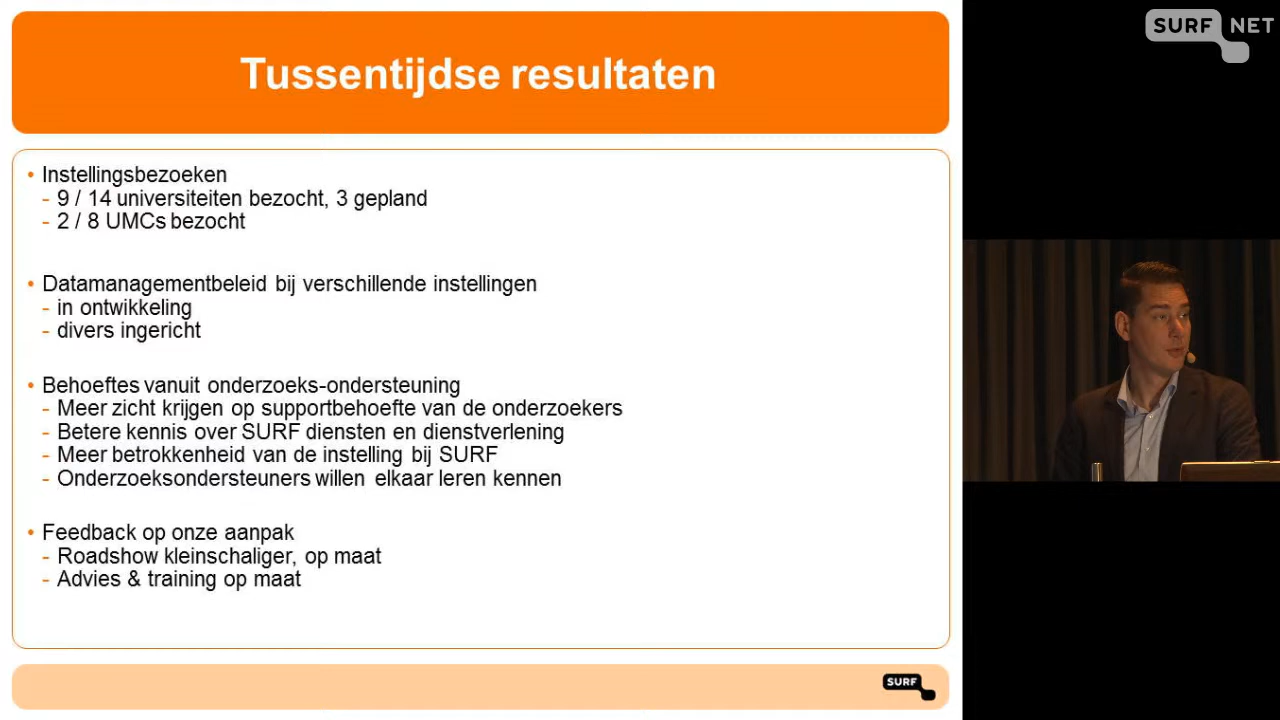 SURF NET
Tussentijdse resultaten
• Instellingsbezoeken
- 9 / 14 universiteiten bezocht, 3 gepland
- 2 / 8 UMCs bezocht
• Datamanagementbeleid bij verschillende instellingen
- in ontwikkeling
- divers ingericht
• Behoeftes vanuit onderzoeks-ondersteuning
- Meer zicht krijgen op supportbehoefte van de onderzoekers
- Betere kennis over SURF diensten en dienstverlening
- Meer betrokkenheid van de instelling bij SURF
- Onderzoeksondersteuners willen elkaar leren kennen
• Feedback op onze aanpak
- Roadshow kleinschaliger, op maat
- Advies & training op maat
SURF